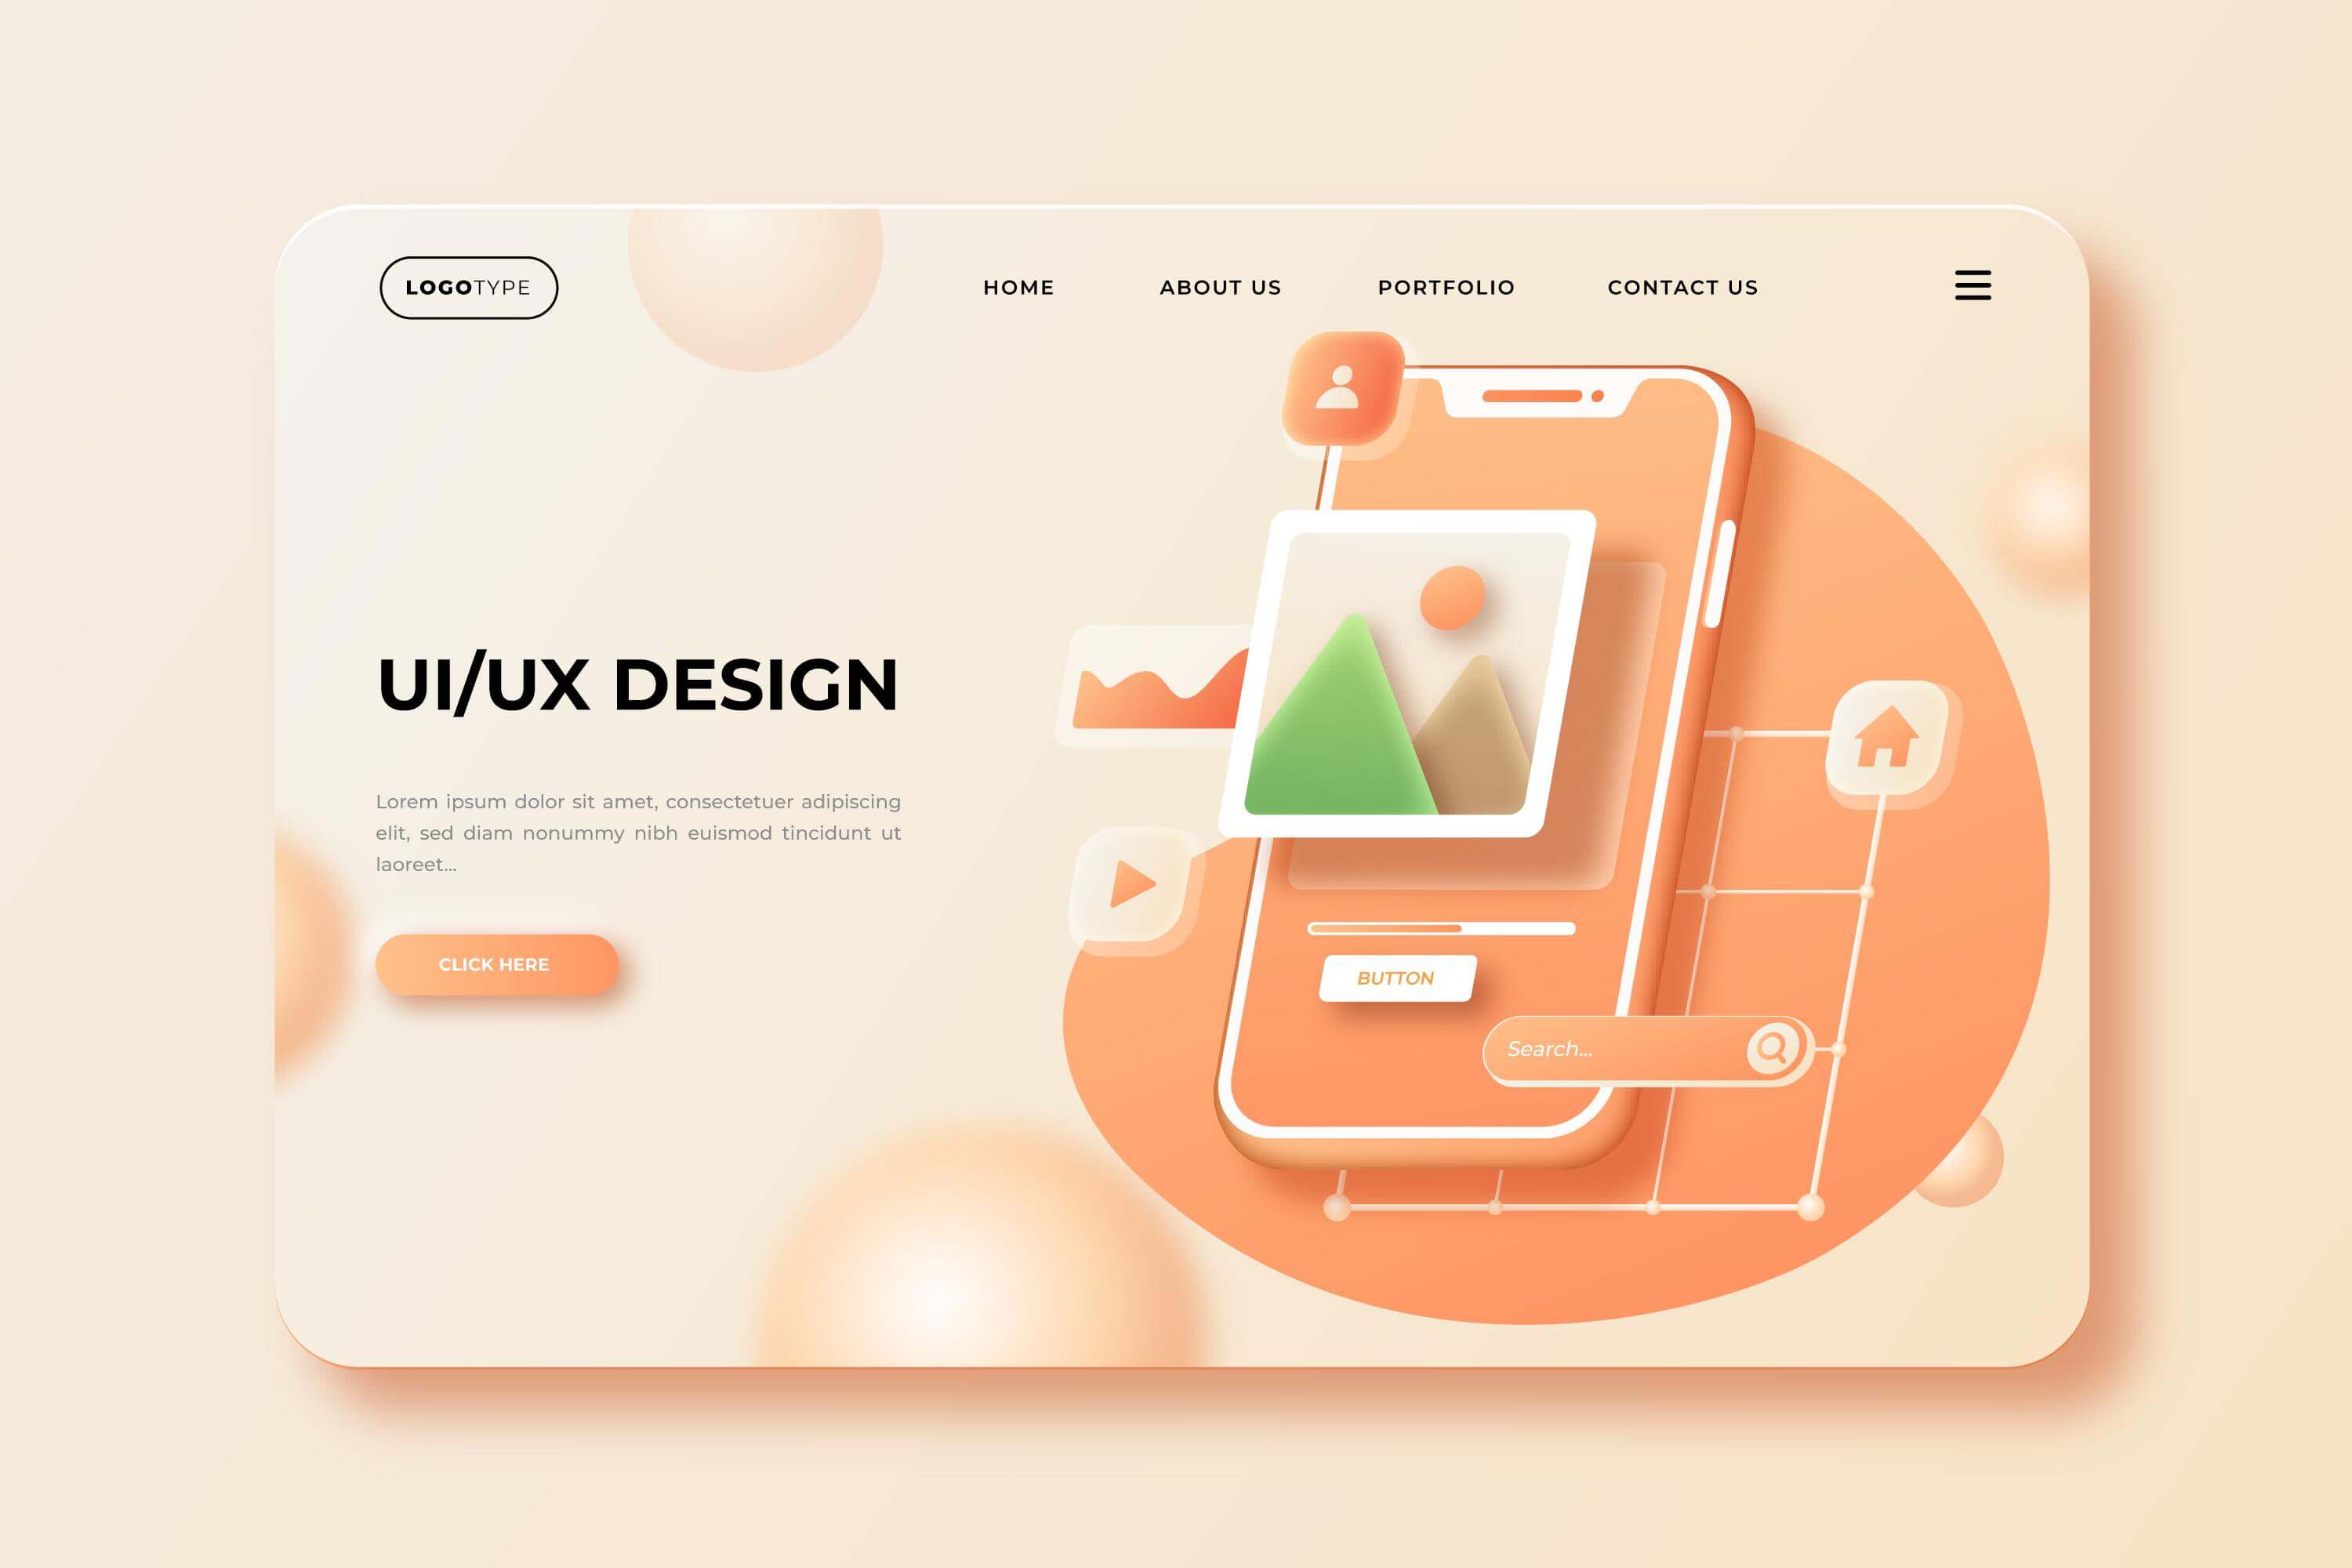 LOGOTYPE
HOME ABOUT US PORTFOLIO CONTACT US
UI/UX DESIGN
Lorem ipsum dolor sit amet, consectetuer adipiscing
elit, sed diam nonummy nibh euismod tincidunt ut
laoreet...
CLICK HERE
BUTTON
Search...